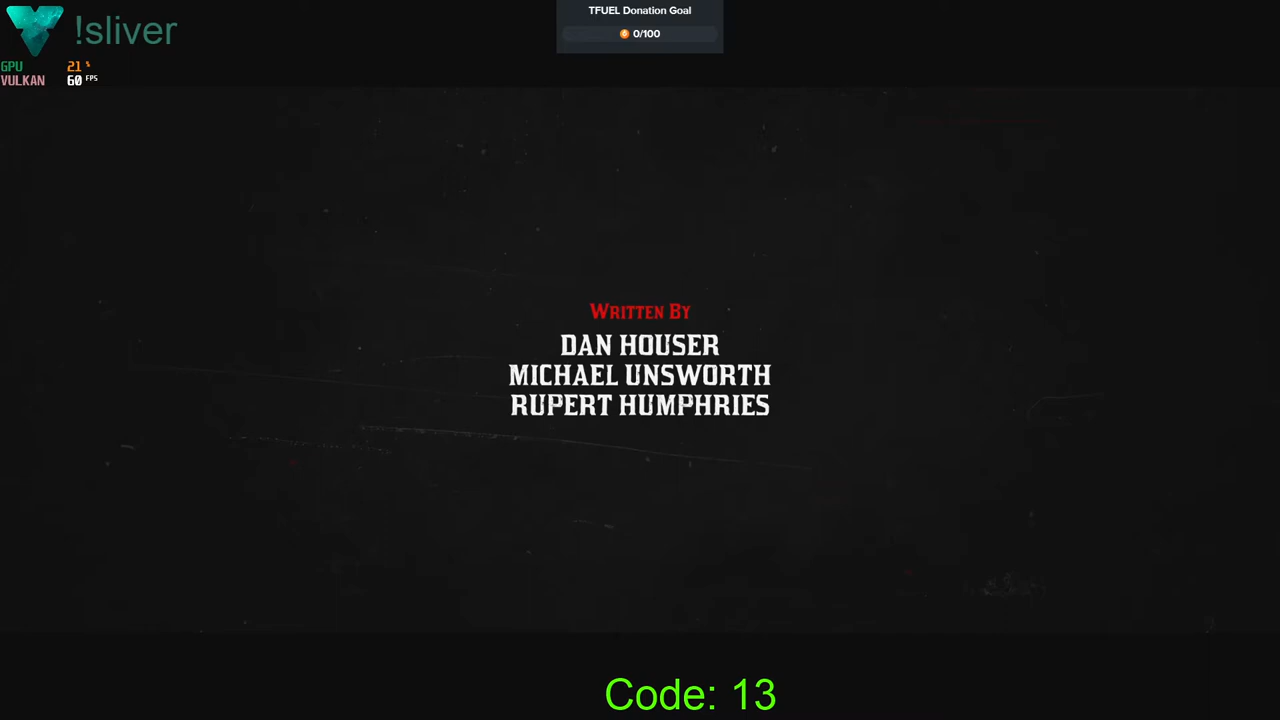 !sliver
TFUEL Donation Goal
0/100
GPU 21 %
VULKAN 60 FPS
WRITTEN BY
DAN HOUSER
MICHAEL UNSWORTH
RUPERT HUMPHRIES
Code: 13